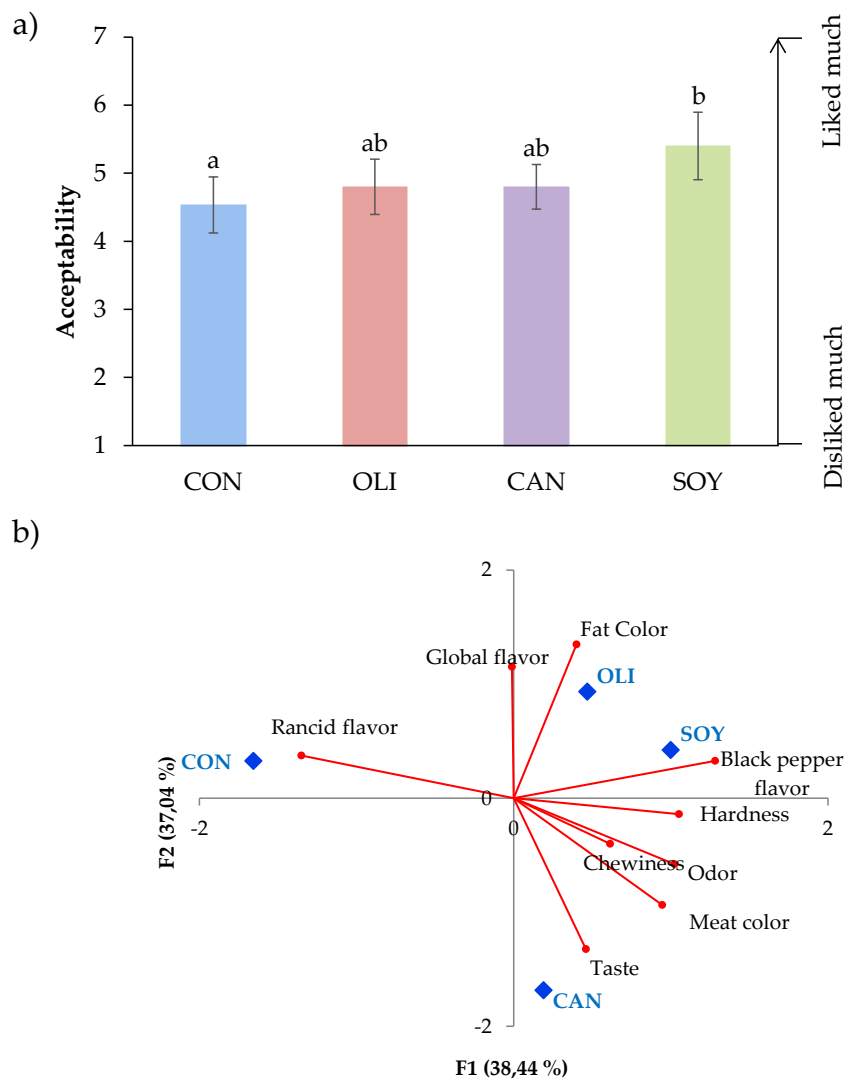 a)
7
6
5
4
3
2
1
Acceptability
a
ab
ab
b
CON
OLI
CAN
SOY
Liked much
Disliked much
b)
2
Fat Color
Global flavor
OLI
Rancid flavor
SOY
CON
Black pepper
flavor
F2 (37,04 %)
-2
0
0
2
Hardness
Chewiness
Odor
Meat color
Taste
CAN
-2
F1 (38,44 %)